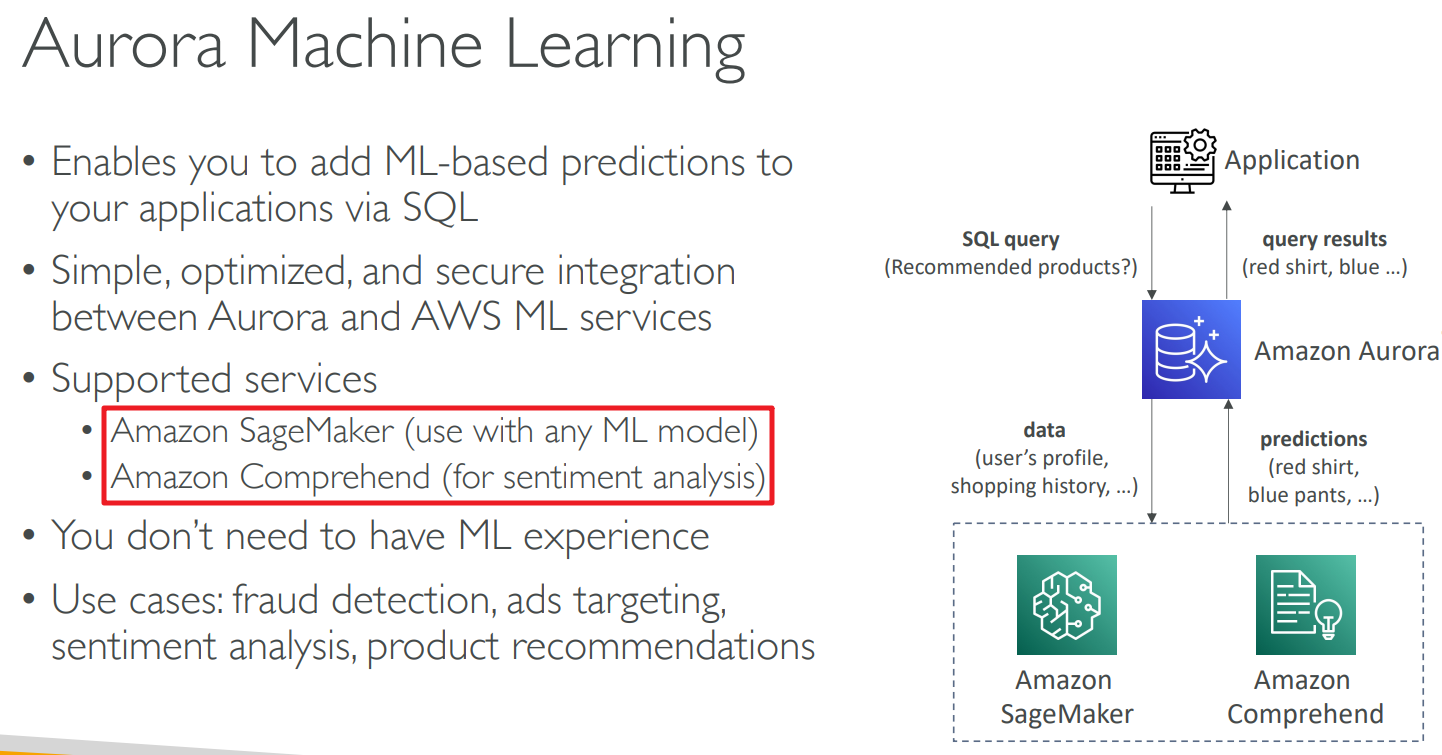 Aurora Machine Learning
• Enables you to add ML-based predictions to
your applications via SQL
• Simple, optimized, and secure integration
between Aurora and AWS ML services
• Supported services
• Amazon SageMaker (use with any ML model)
• Amazon Comprehend (for sentiment analysis)
• You don’t need to have ML experience
• Use cases: fraud detection, ads targeting,
sentiment analysis, product recommendations
Application
SQL query
(Recommended products?)
query results
(red shirt, blue ...)
Amazon Aurora
data
(user’s profile,
shopping history, ...)
predictions
(red shirt,
blue pants, ...)
Amazon
SageMaker
Amazon
Comprehend